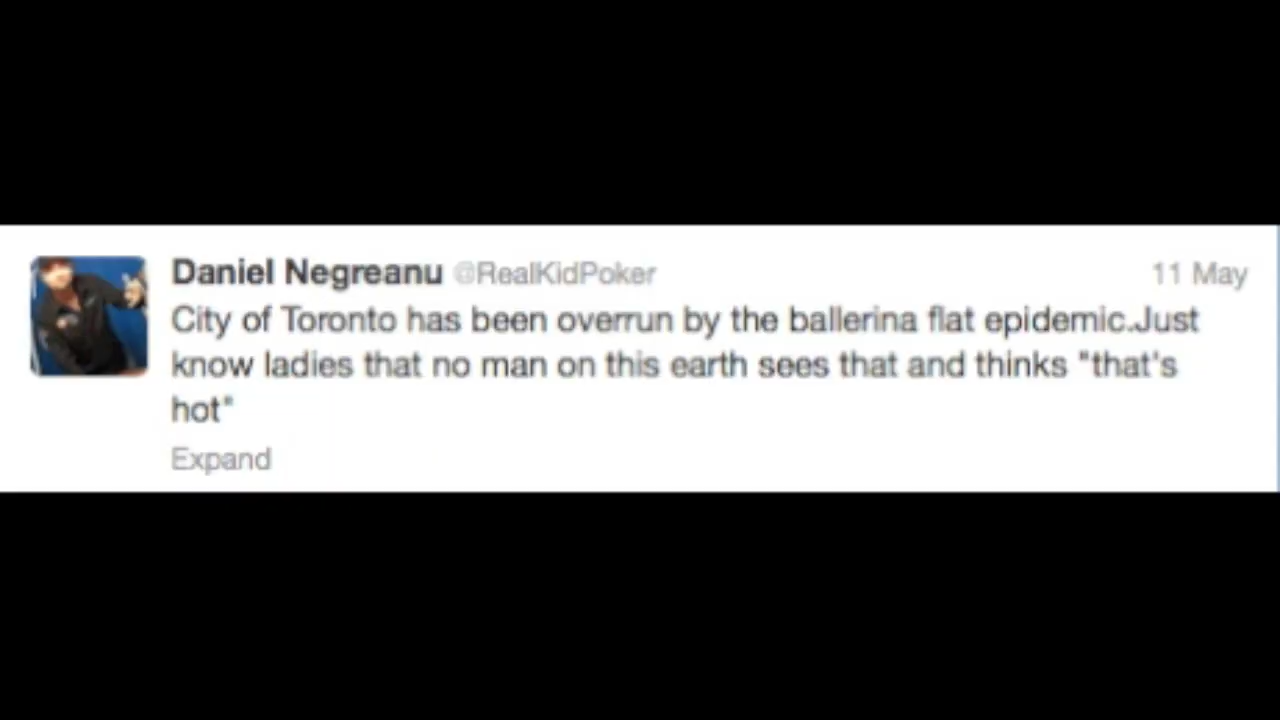 Daniel Negreanu @RealKidPoker 11 May
City of Toronto has been overrun by the ballerina flat epidemic.Just
know ladies that no man on this earth sees that and thinks "that's
hot"
Expand